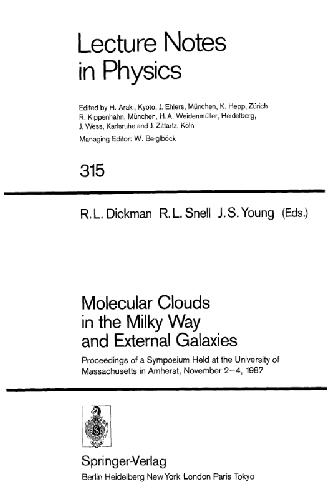 Lecture Notes
in Physics
Edited by H. Araki, Kyoto, J. Ehlers, München, K. Hepp, Zürich
R. Kippenhahn, München, H. A. Weidenmüller, Heidelberg,
J. Wess, Karlsruhe and J. Zittartz, Köln
Managing Editor: W. Beiglböck
315
R. L. Dickman R. L. Snell J. S. Young (Eds.)
Molecular Clouds
in the Milky Way
and External Galaxies
Proceedings of a Symposium Held at the University of
Massachusetts in Amherst, November 2–4, 1987
Springer-Verlag
Berlin Heidelberg New York London Paris Tokyo